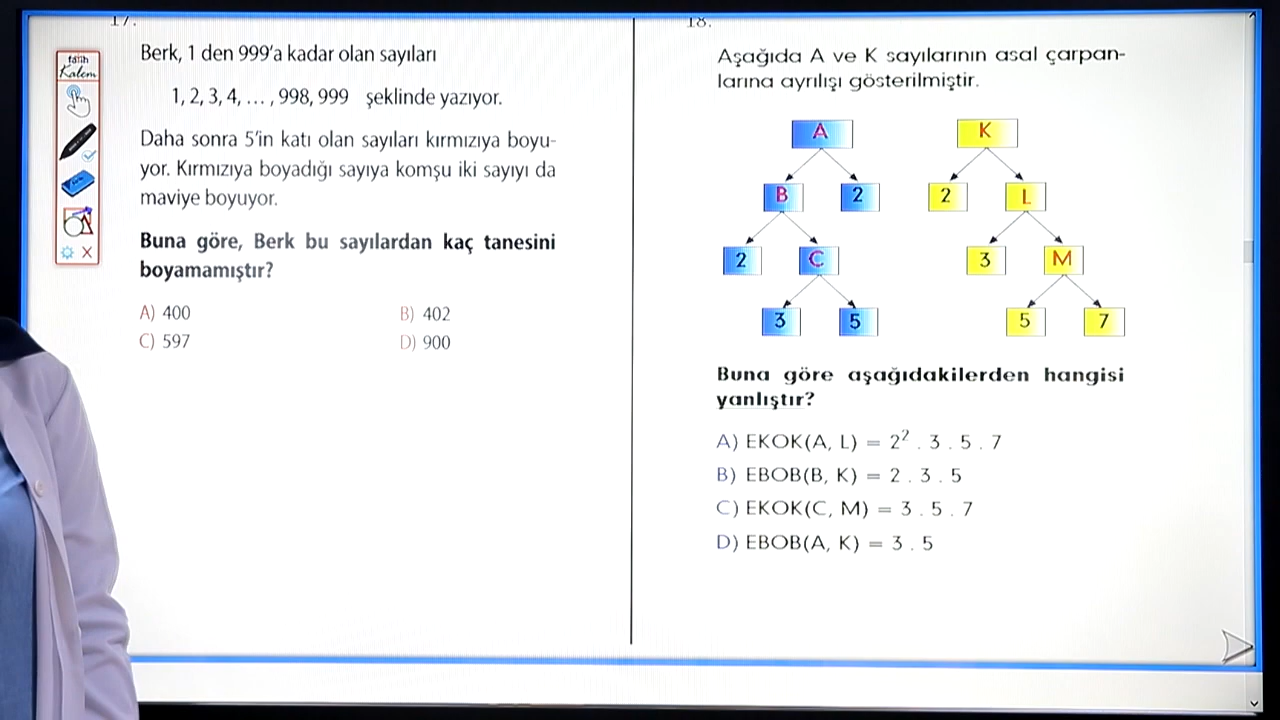 17.
Berk, 1 den 999'a kadar olan sayıları
1, 2, 3, 4, ... , 998, 999 şeklinde yazıyor.
Daha sonra 5'in katı olan sayıları kırmızıya boyu-
yor. Kırmızıya boyadığı sayıya komşu iki sayıyı da
maviye boyuyor.
Buna göre, Berk bu sayılardan kaç tanesini
boyamamıştır?
A) 400 B) 402
C) 597 D) 900
fatih
Kalem
18.
Aşağıda A ve K sayılarının asal çarpan-
larına ayrılışı gösterilmiştir.
A K
B 2 2 L
2 C 3 M
3 5 5 7
Buna göre aşağıdakilerden hangisi
yanlıştır?
A) EKOK(A, L) = 2² . 3 . 5 . 7
B) EBOB(B, K) = 2 . 3 . 5
C) EKOK(C, M) = 3 . 5 . 7
D) EBOB(A, K) = 3 . 5